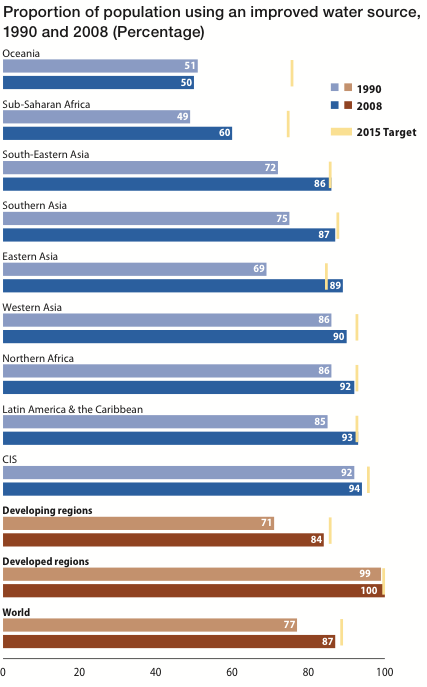 Proportion of population using an improved water source,
1990 and 2008 (Percentage)
Oceania
51
50
1990
2008
2015 Target
Sub-Saharan Africa
49
60
South-Eastern Asia
72
86
Southern Asia
75
87
Eastern Asia
69
89
Western Asia
86
90
Northern Africa
86
92
Latin America & the Caribbean
85
93
CIS
92
94
Developing regions
71
84
Developed regions
99
100
World
77
87
0 20 40 60 80 100